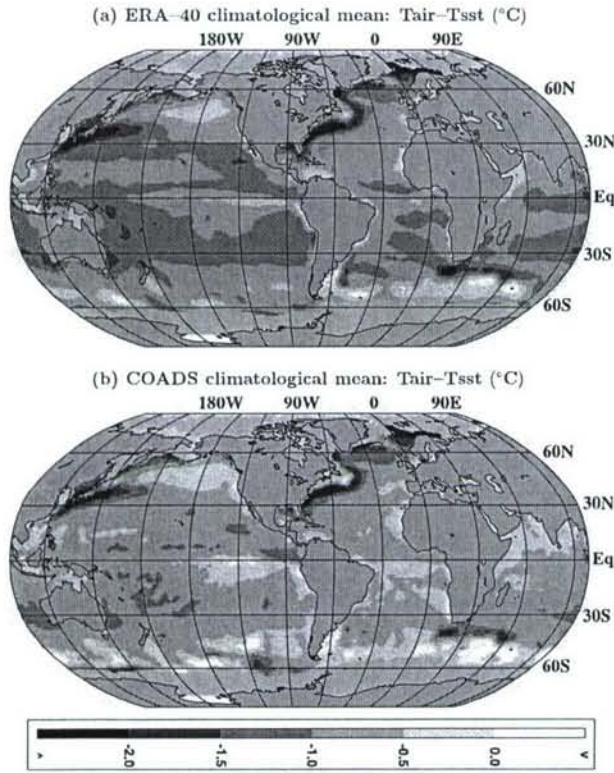 (a) ERA-40 climatological mean: Tair-Tsst (°C)
180W 90W 0 90E
60N
30N
Eq
30S
60S
(b) COADS climatological mean: Tair-Tsst (°C)
180W 90W 0 90E
60N
30N
Eq
30S
60S
-2.0 -1.5 -1.0 -0.5 0.0